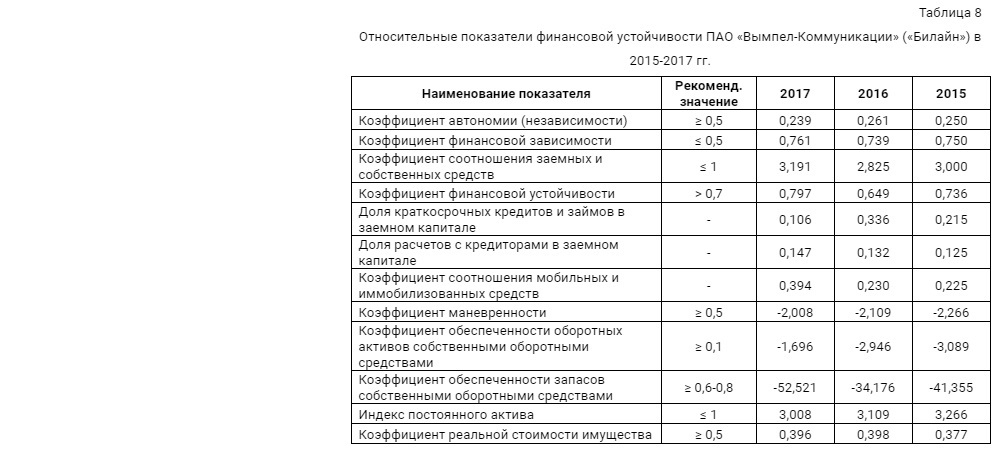 Таблица 8
Относительные показатели финансовой устойчивости ПАО «Вымпел-Коммуникации» («Билайн») в
2015-2017 гг.
Наименование показателя Рекоменд. значение 2017 2016 2015
Коэффициент автономии (независимости) ≥ 0,5 0,239 0,261 0,250
Коэффициент финансовой зависимости ≤ 0,5 0,761 0,739 0,750
Коэффициент соотношения заемных и
собственных средств ≤ 1 3,191 2,825 3,000
Коэффициент финансовой устойчивости > 0,7 0,797 0,649 0,736
Доля краткосрочных кредитов и займов в
заемном капитале - 0,106 0,336 0,215
Доля расчетов с кредиторами в заемном
капитале - 0,147 0,132 0,125
Коэффициент соотношения мобильных и
иммобилизованных средств - 0,394 0,230 0,225
Коэффициент маневренности ≥ 0,5 -2,008 -2,109 -2,266
Коэффициент обеспеченности оборотных
активов собственными оборотными
средствами ≥ 0,1 -1,696 -2,946 -3,089
Коэффициент обеспеченности запасов
собственными оборотными средствами ≥ 0,6-0,8 -52,521 -34,176 -41,355
Индекс постоянного актива ≤ 1 3,008 3,109 3,266
Коэффициент реальной стоимости имущества ≥ 0,5 0,396 0,398 0,377